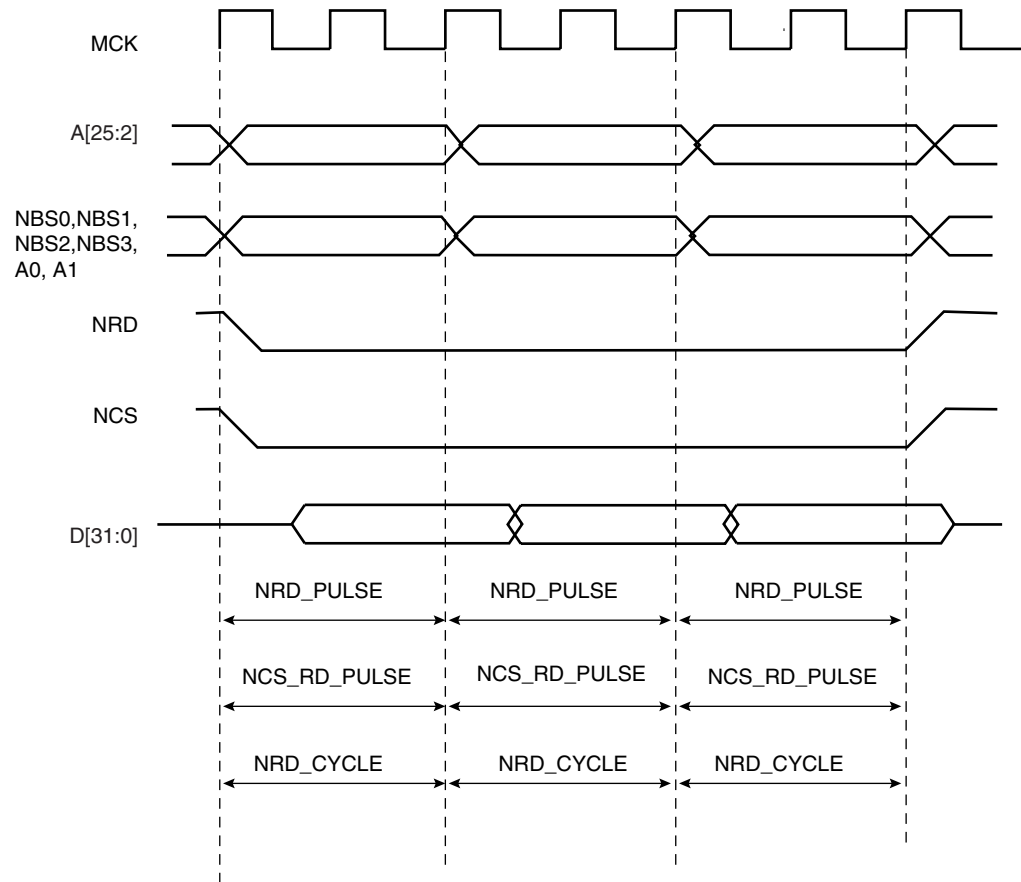 MCK
A[25:2]
NBS0,NBS1,
NBS2,NBS3,
A0, A1
NRD
NCS
D[31:0]
NRD_PULSE NRD_PULSE NRD_PULSE
NCS_RD_PULSE NCS_RD_PULSE NCS_RD_PULSE
NRD_CYCLE NRD_CYCLE NRD_CYCLE